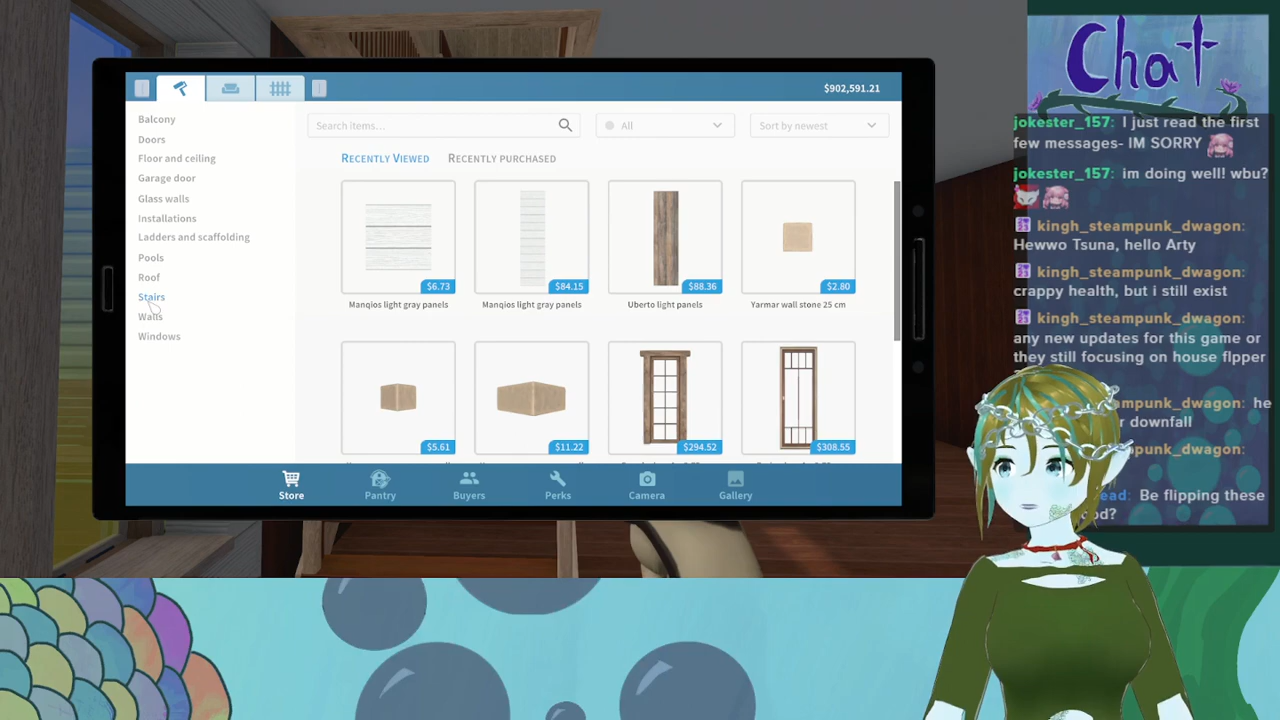 $902,591.21
Balcony
Doors
Floor and ceiling
Garage door
Glass walls
Installations
Ladders and scaffolding
Pools
Roof
Stairs
Walls
Windows
Search items...
All
Sort by newest
Recently Viewed
Recently purchased
$6.73
$84.15
$88.36
$2.80
Manqios light gray panels
Manqios light gray panels
Uberto light panels
Yarmar wall stone 25 cm
$5.61
$11.22
$294.52
$308.55
Store
Pantry
Buyers
Perks
Camera
Gallery
Chat
jokester_157: I just read the first
few messages- IM SORRY
jokester_157: im doing well! wbu?
kingh_steampunk_dwagon:
Hewwo Tsuna, hello Arty
kingh_steampunk_dwagon:
crappy health, but i still exist
kingh_steampunk_dwagon:
any new updates for this game or
they still focusing on house flpper
ampunk_dwagon: he
r downfall
ampunk_dwagon:
ead: Be flipping these